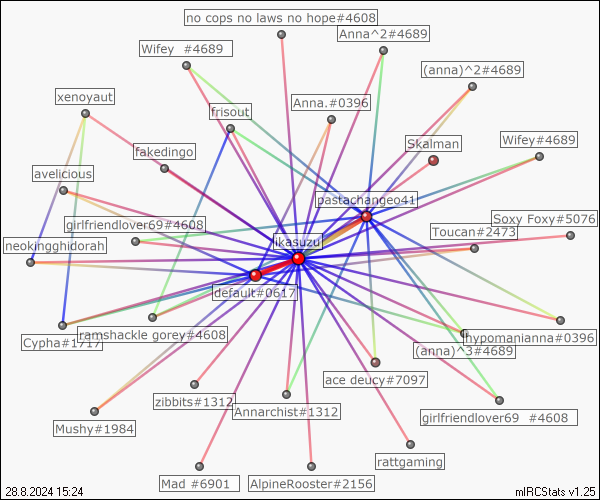 no cops no laws no hope#4608
Anna^2#4689
Wifey  #4689
(anna)^2#4689
xenoyaut
Anna.#0396
frisout
Skalman
Wifey#4689
fakedingo
avelicious
pastachangeo41
Soxy Foxy#5076
girlfriendlover69#4608
Toucan#2473
ikasuzu
neokingghidorah
default#0617
ramshackle gorey#4608
hypomanianna#0396
Cypha#1717
(anna)^3#4689
ace deucy#7097
zibbits#1312
Annarchist#1312
girlfriendlover69  #4608
Mushy#1984
rattgaming
Mad  #6901
AlpineRooster#2156
28.8.2024 15:24
mIRCStats v1.25